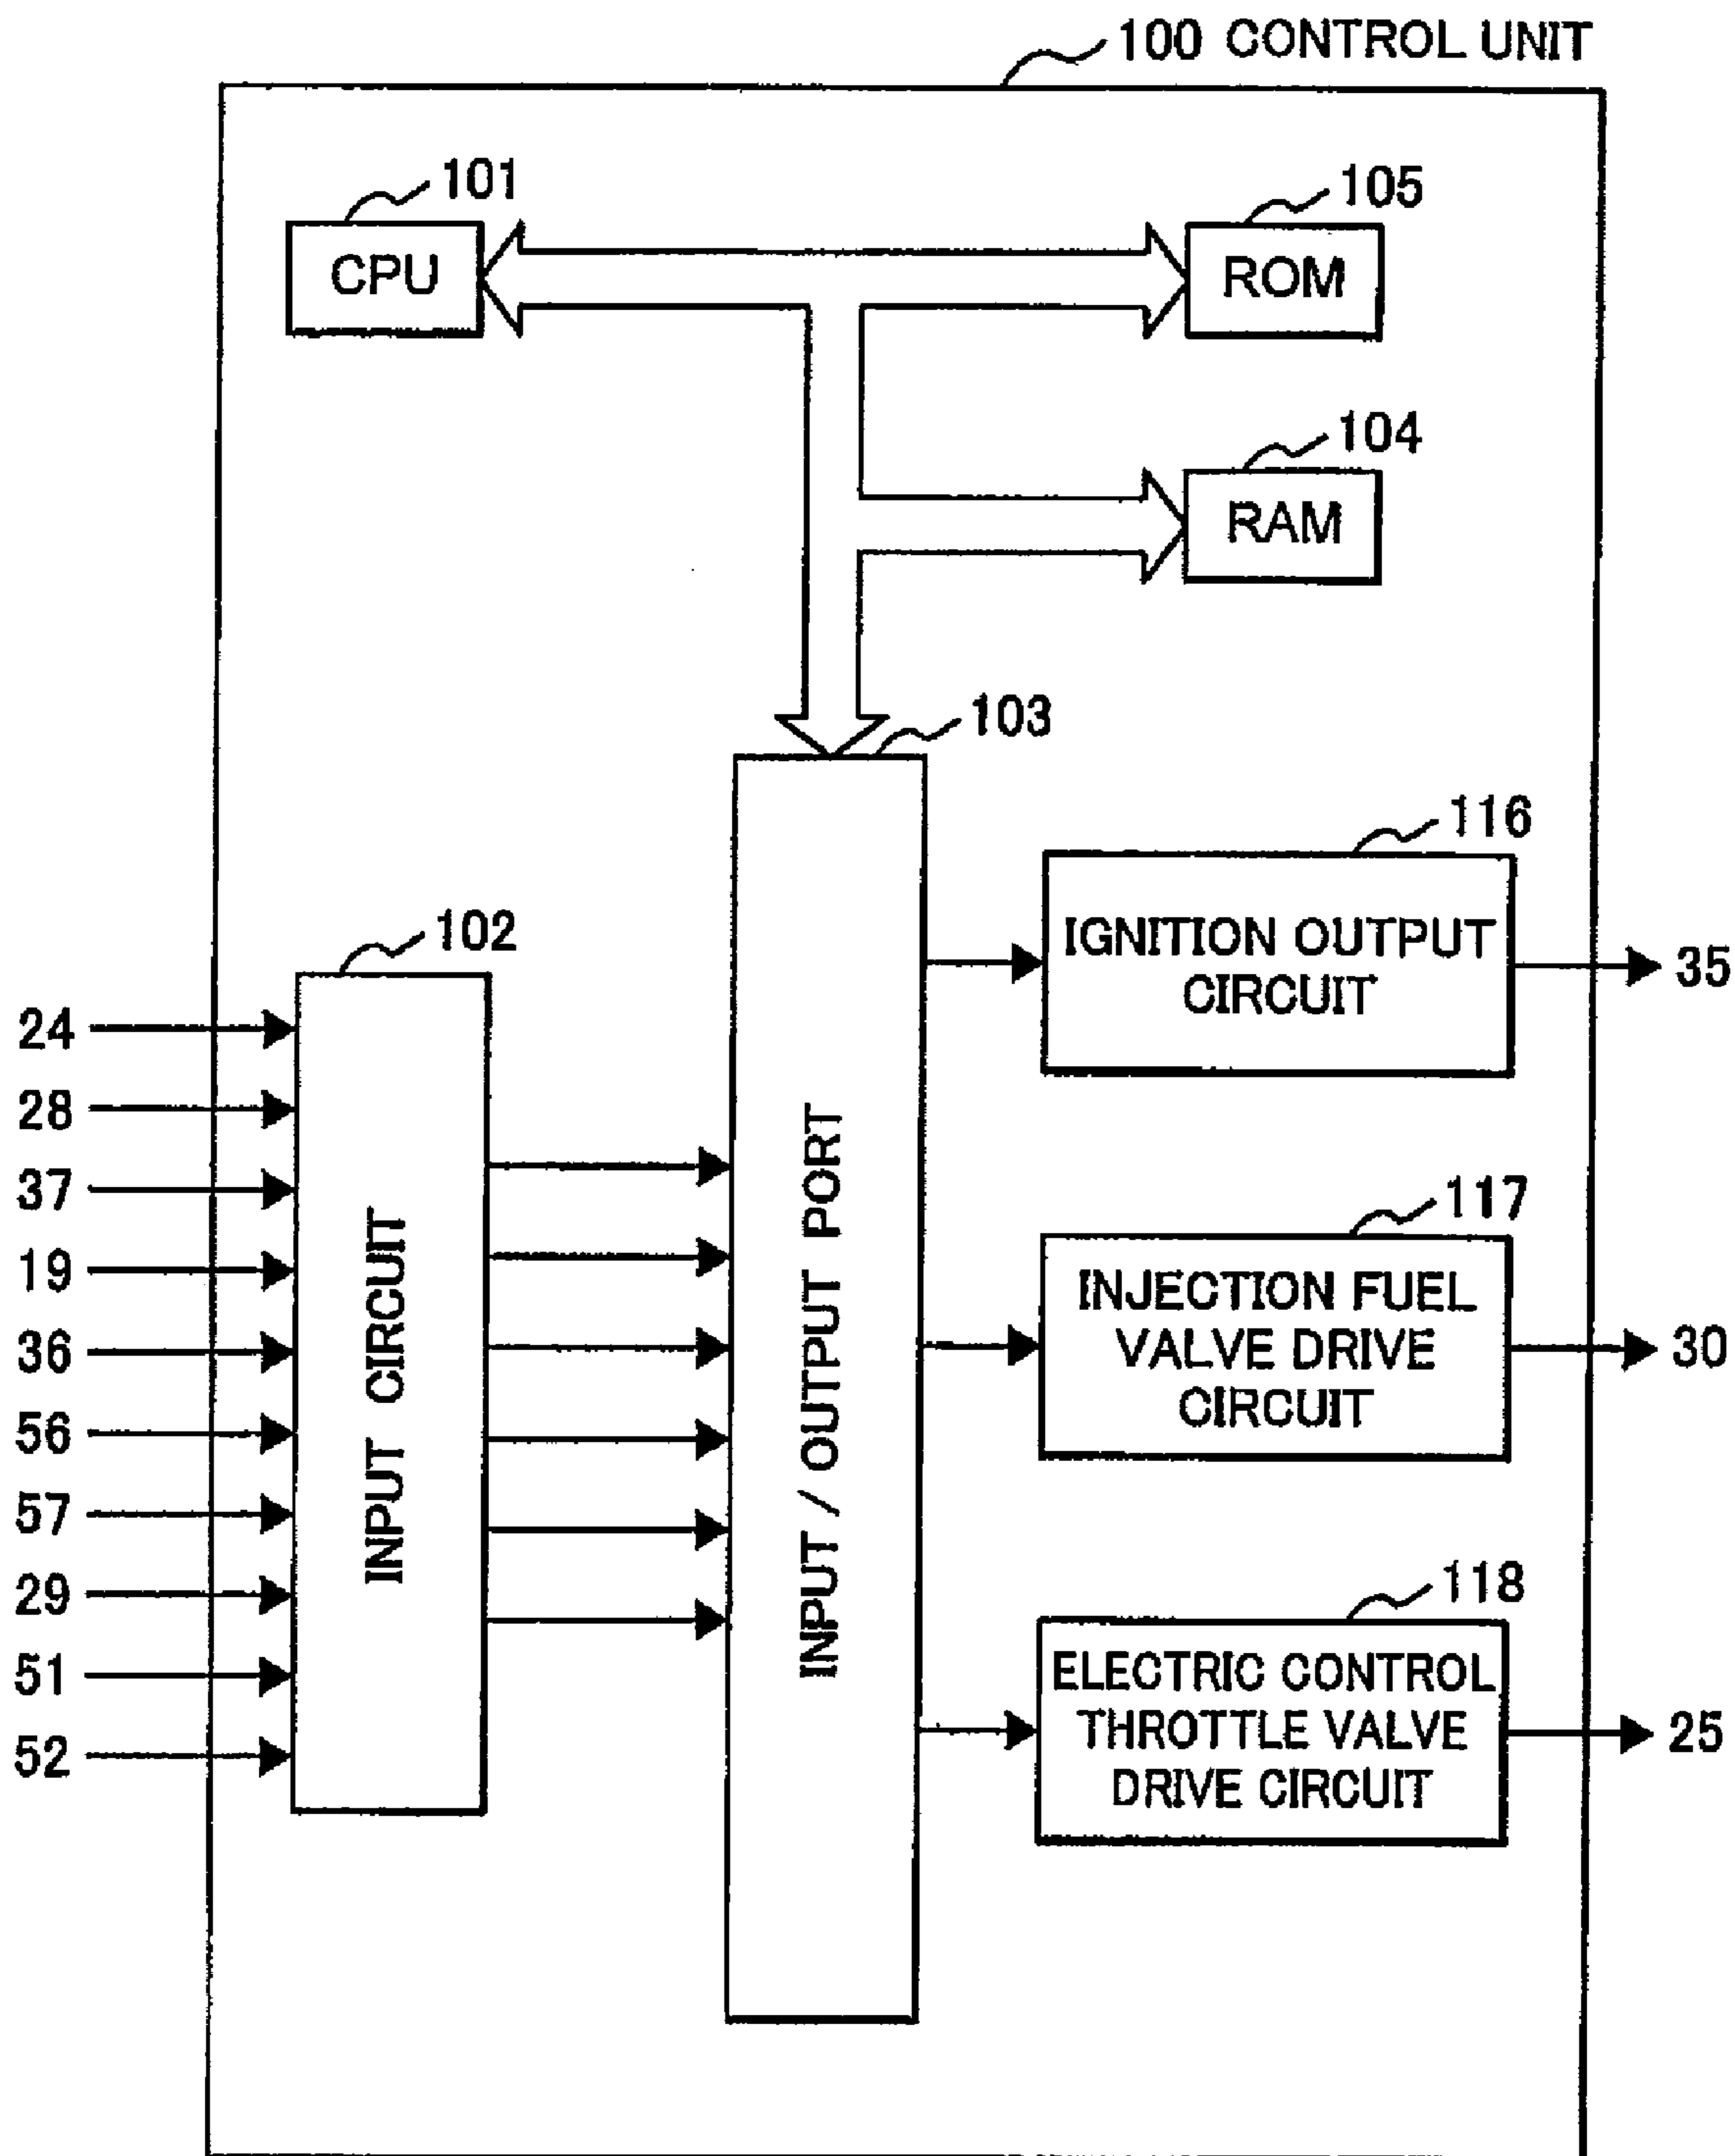 100 CONTROL UNIT
101
105
CPU
ROM
104
RAM
103
116
IGNITION OUTPUT
CIRCUIT
35
102
24
28
37
19
36
56
57
29
51
52
INPUT CIRCUIT
INPUT / OUTPUT PORT
117
INJECTION FUEL
VALVE DRIVE
CIRCUIT
30
118
ELECTRIC CONTROL
THROTTLE VALVE
DRIVE CIRCUIT
25